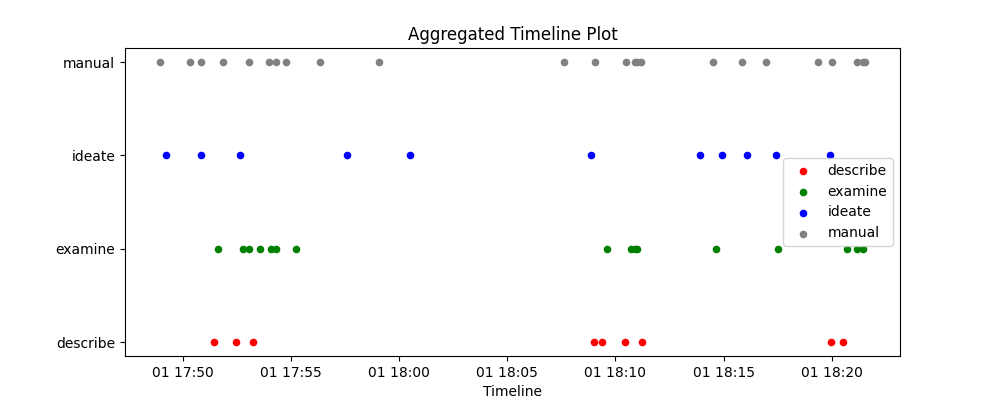 Aggregated Timeline Plot
manual
ideate
examine
describe
describe
examine
ideate
manual
01 17:50 01 17:55 01 18:00 01 18:05 01 18:10 01 18:15 01 18:20
Timeline